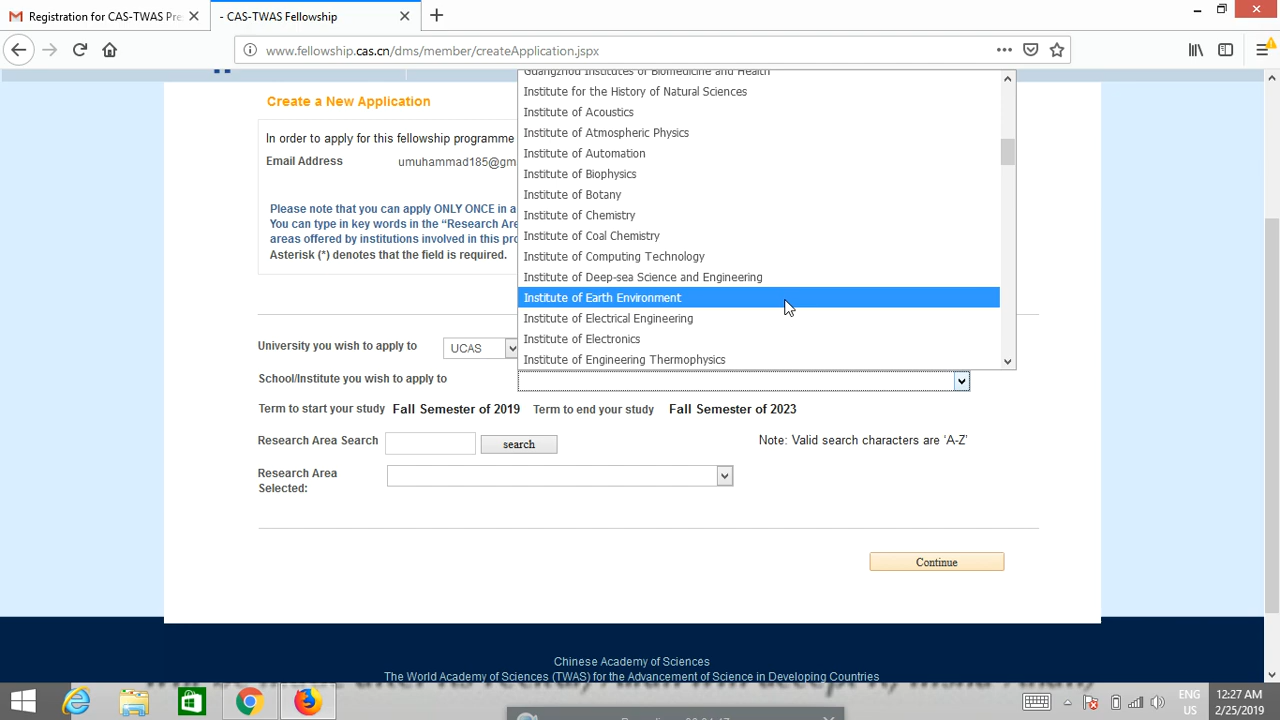 Registration for CAS-TWAS Pre
- CAS-TWAS Fellowship
www.fellowship.cas.cn/dms/member/createApplication.jspx
Create a New Application
In order to apply for this fellowship programme
Email Address umuhammad185@gm
Please note that you can apply ONLY ONCE in a
You can type in key words in the “Research Are
areas offered by institutions involved in this pro
Asterisk (*) denotes that the field is required.
Guangzhou Institutes of Biomedicine and Health
Institute for the History of Natural Sciences
Institute of Acoustics
Institute of Atmospheric Physics
Institute of Automation
Institute of Biophysics
Institute of Botany
Institute of Chemistry
Institute of Coal Chemistry
Institute of Computing Technology
Institute of Deep-sea Science and Engineering
Institute of Earth Environment
Institute of Electrical Engineering
Institute of Electronics
Institute of Engineering Thermophysics
University you wish to apply to UCAS
School/Institute you wish to apply to
Term to start your study Fall Semester of 2019 Term to end your study Fall Semester of 2023
Research Area Search search Note: Valid search characters are ‘A-Z’
Research Area
Selected:
Continue
Chinese Academy of Sciences
The World Academy of Sciences (TWAS) for the Advancement of Science in Developing Countries
ENG
US
12:27 AM
2/25/2019